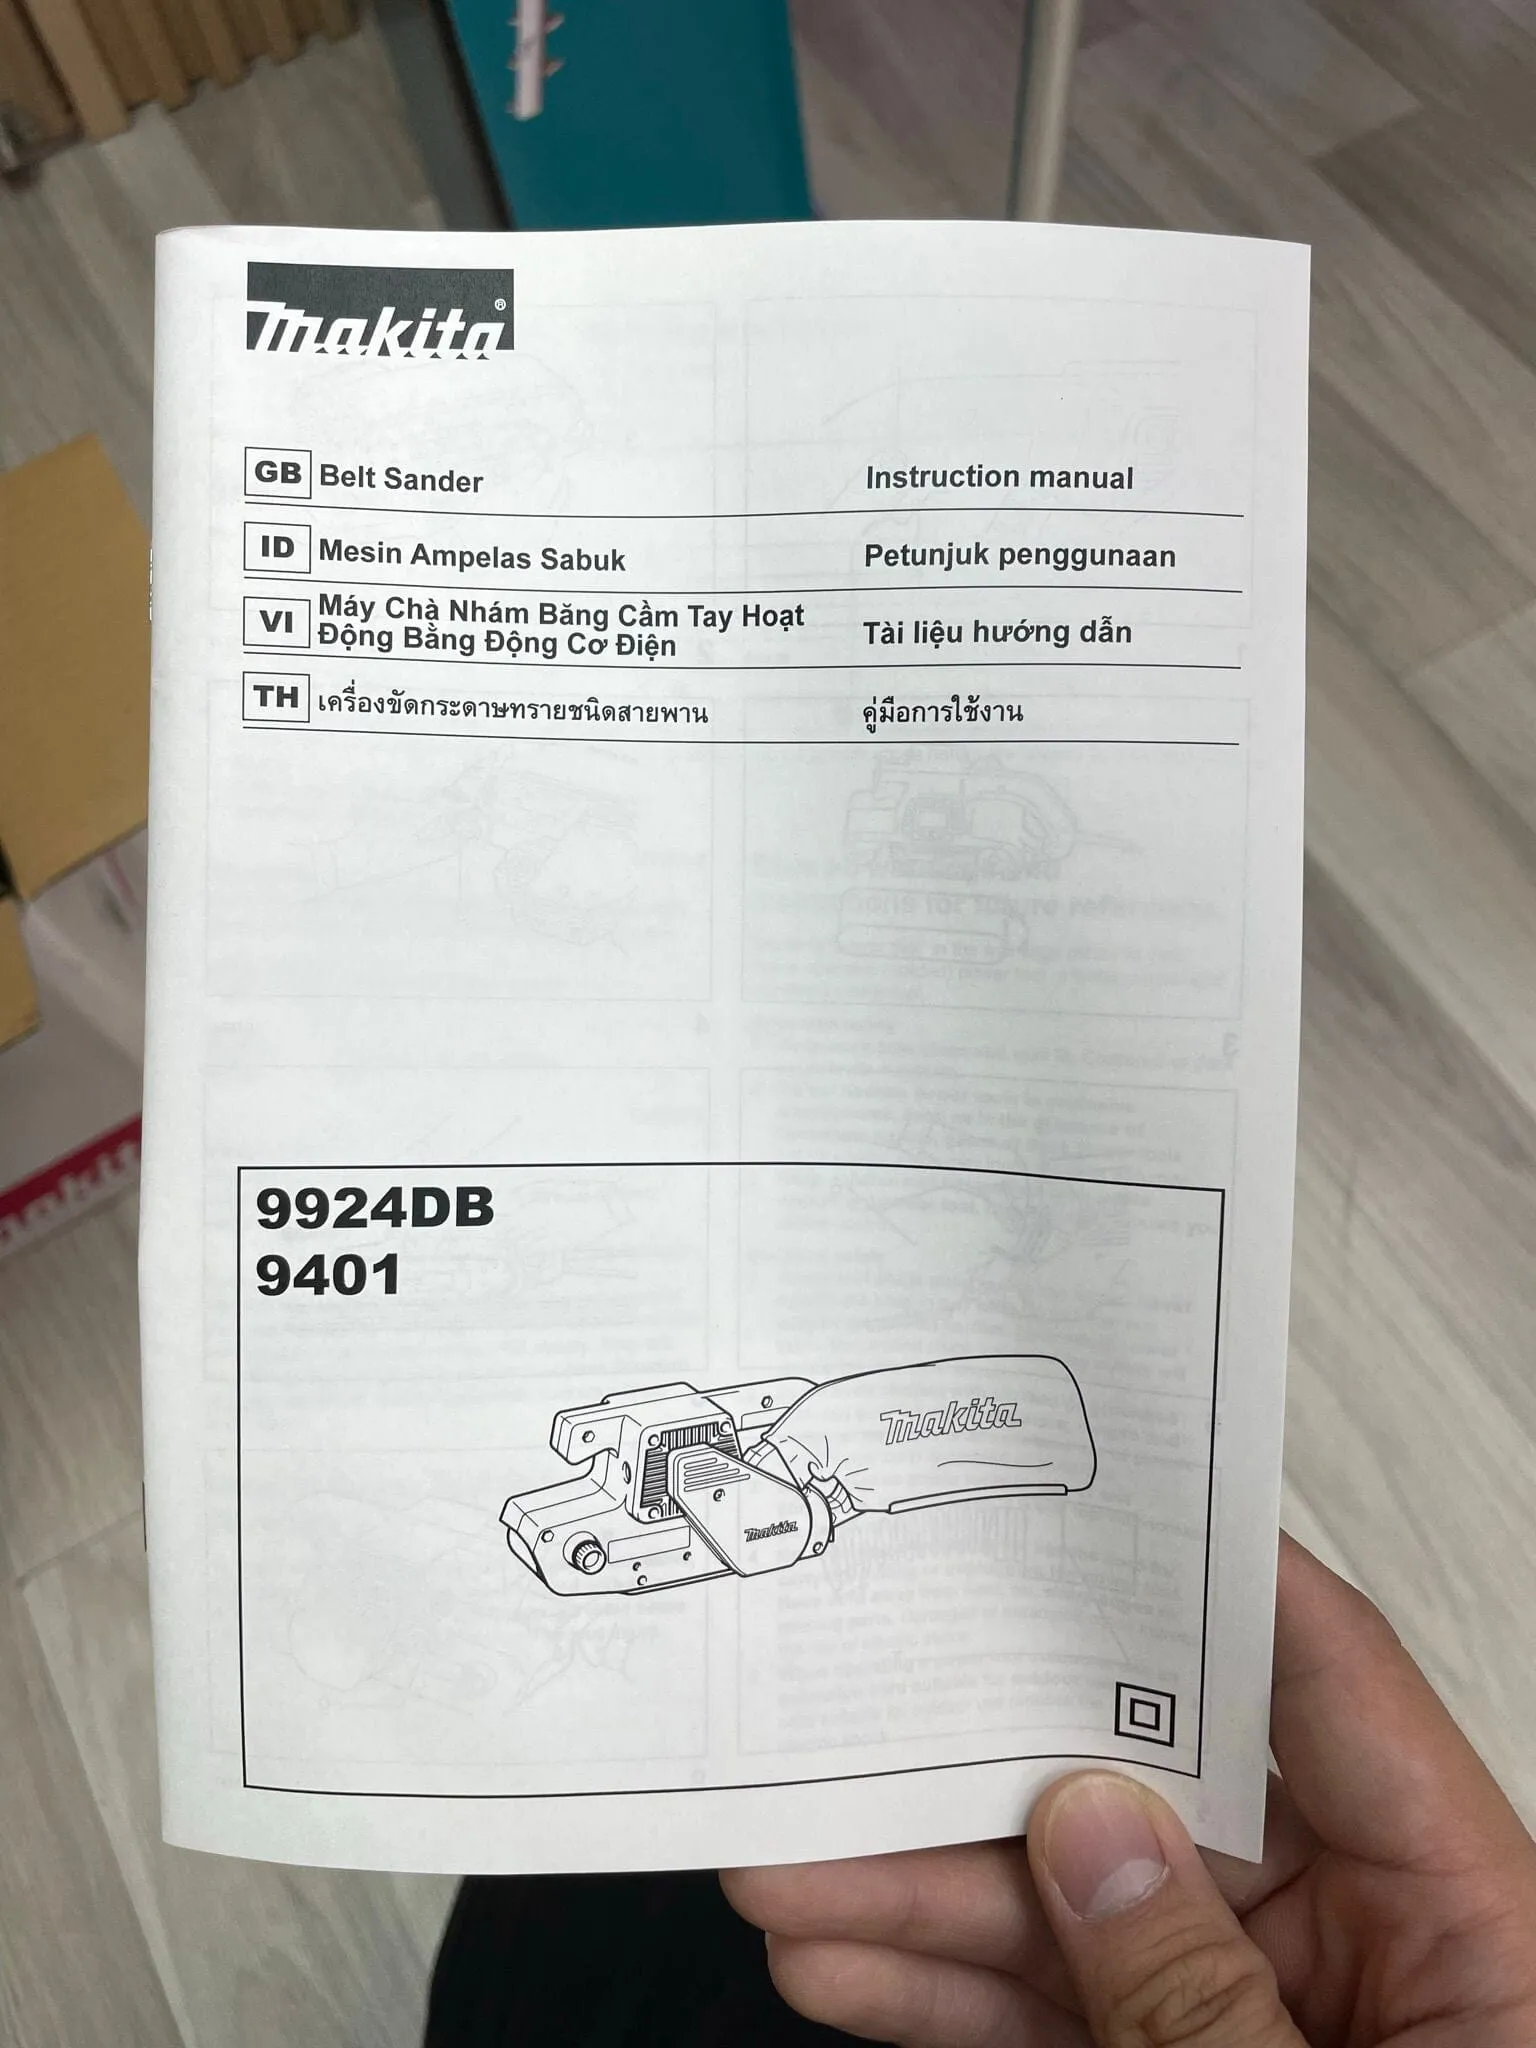 makita®
GB Belt Sander Instruction manual
ID Mesin Ampelas Sabuk Petunjuk penggunaan
VI Máy Chà Nhám Băng Cầm Tay Hoạt Động Bằng Động Cơ Điện Tài liệu hướng dẫn
TH เครื่องขัดกระดาษทรายชนิดสายพาน คู่มือการใช้งาน
9924DB
9401
makita
makita
makita